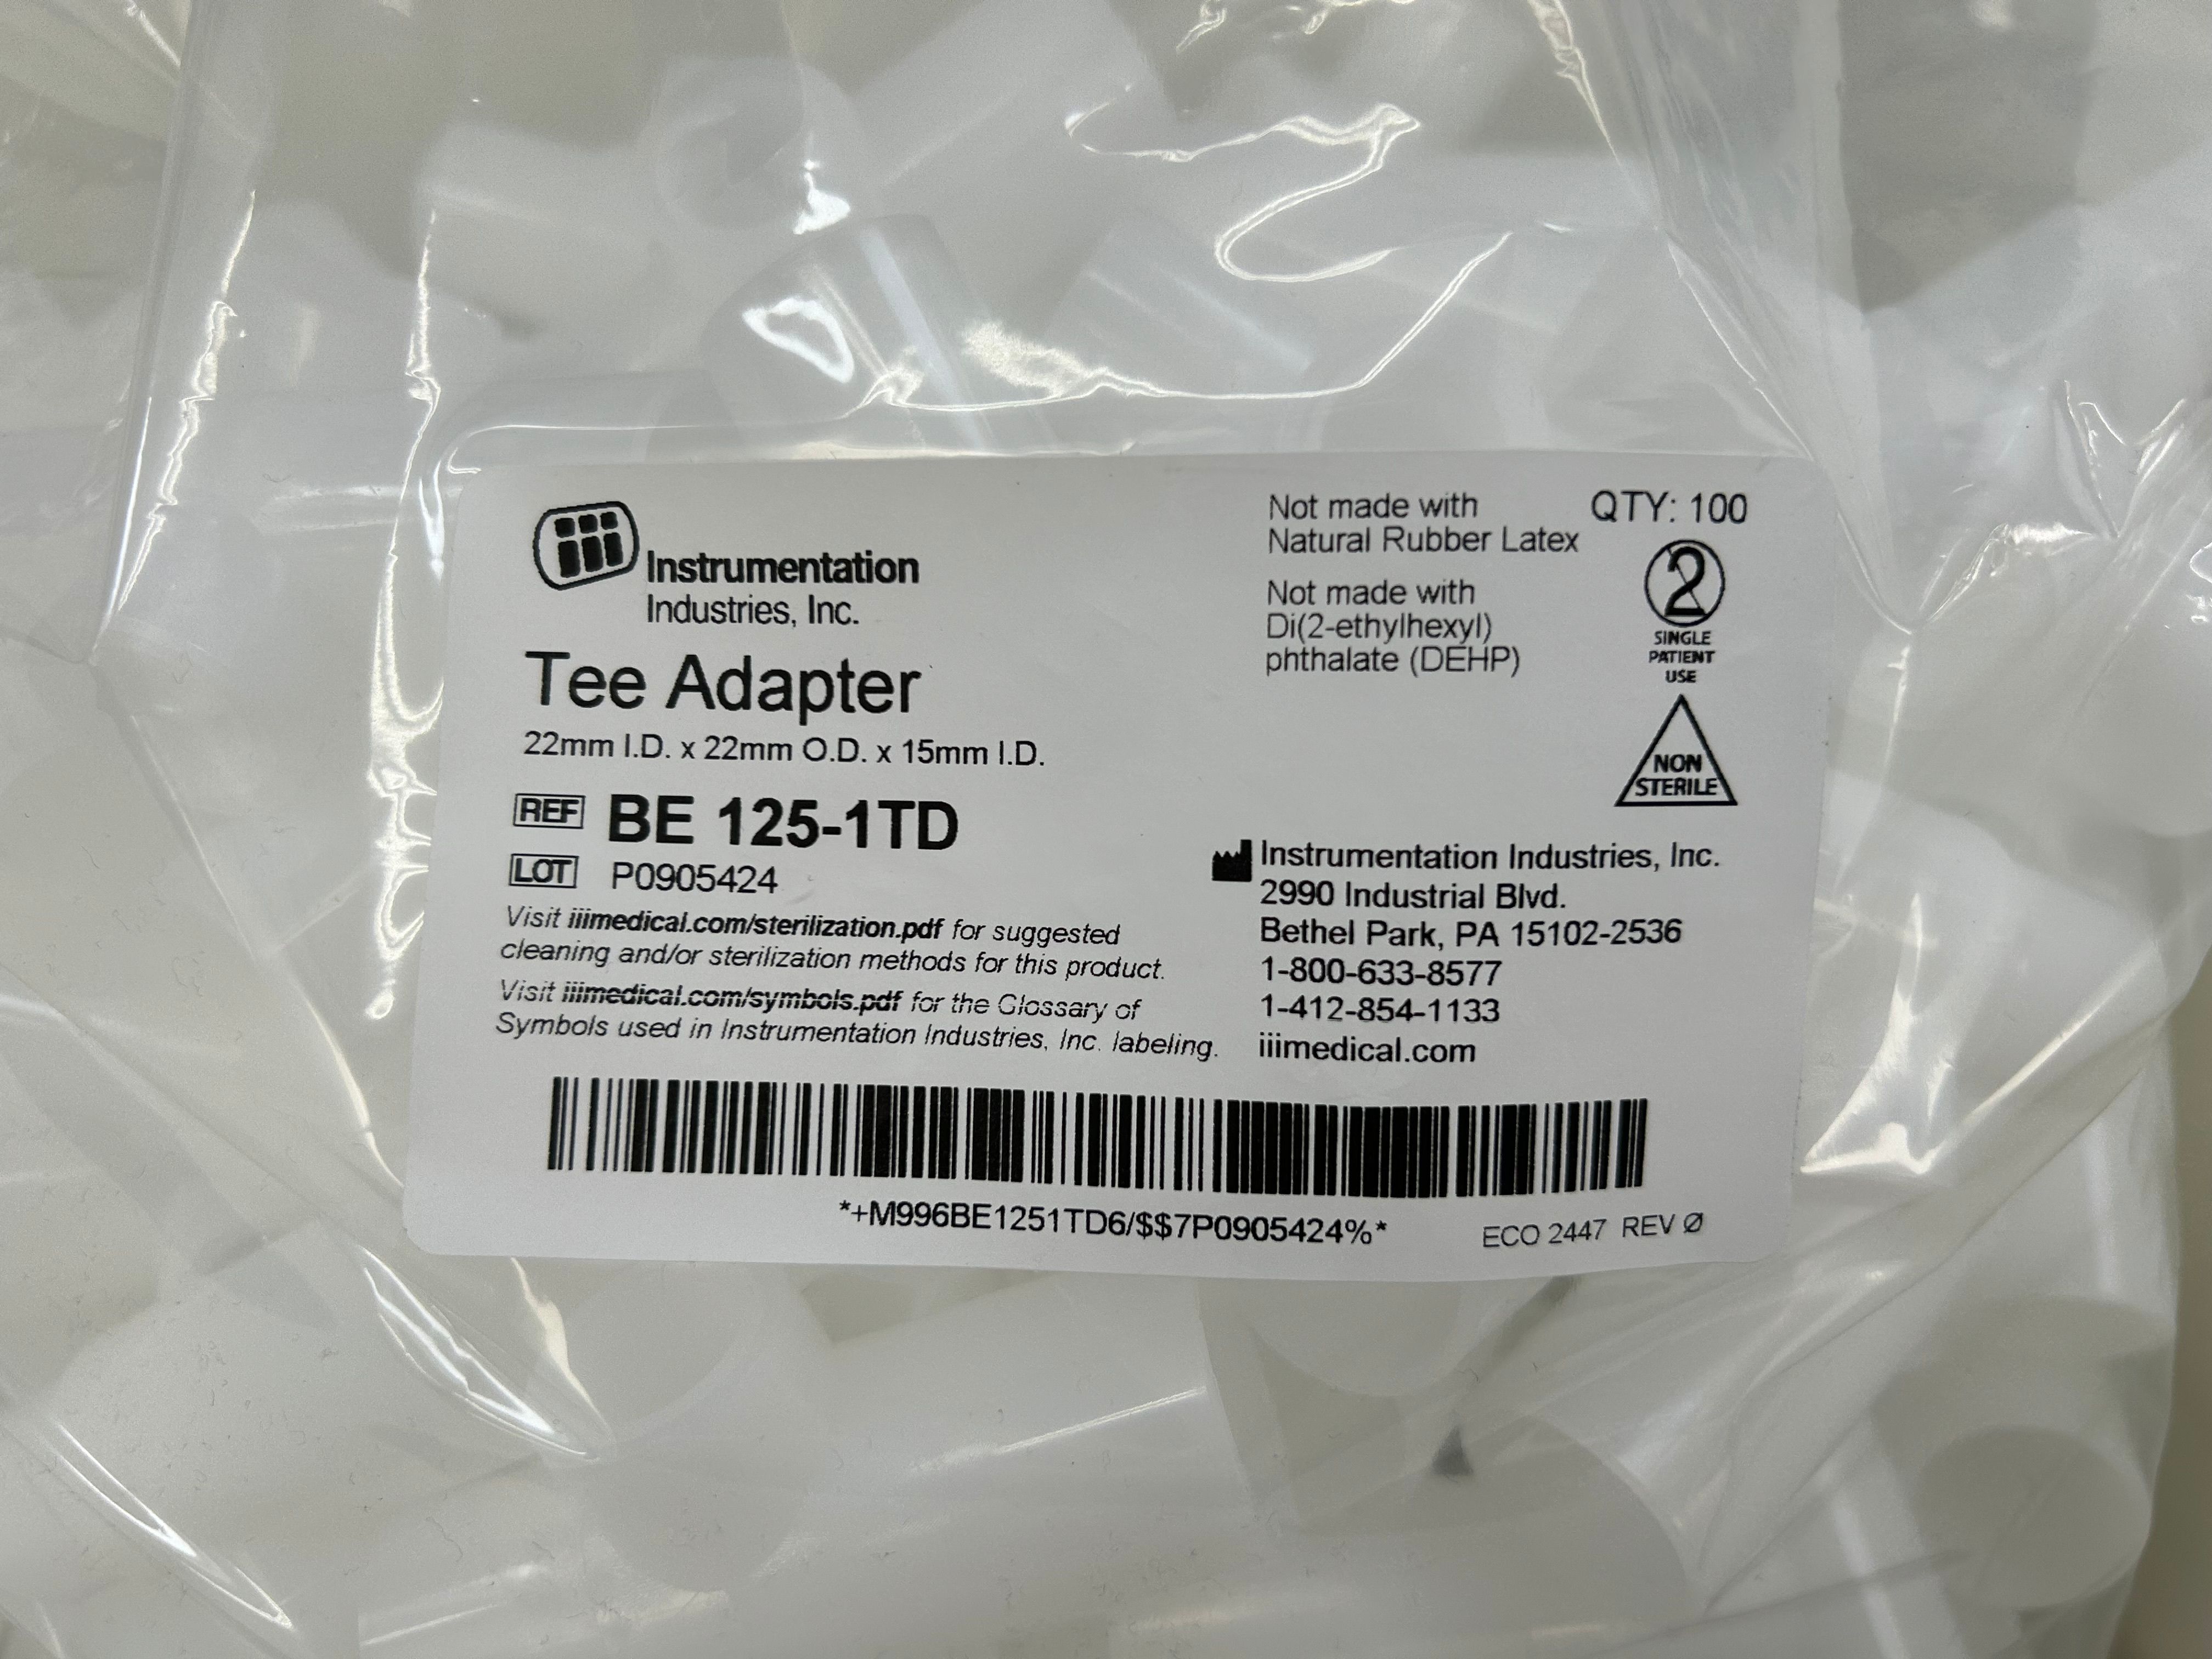 Instrumentation
Industries, Inc.
Tee Adapter
22mm I.D. x 22mm O.D. x 15mm I.D.
REF BE 125-1TD
LOT P0905424
Visit iiimedical.com/sterilization.pdf for suggested
cleaning and/or sterilization methods for this product.
Visit iiimedical.com/symbols.pdf for the Glossary of
Symbols used in Instrumentation Industries, Inc. labeling.
Not made with
Natural Rubber Latex
Not made with
Di(2-ethylhexyl)
phthalate (DEHP)
QTY: 100
2
SINGLE
PATIENT
USE
NON
STERILE
Instrumentation Industries, Inc.
2990 Industrial Blvd.
Bethel Park, PA 15102-2536
1-800-633-8577
1-412-854-1133
iiimedical.com
*+M996BE1251TD6/$$7P0905424%*
ECO 2447 REV Ø